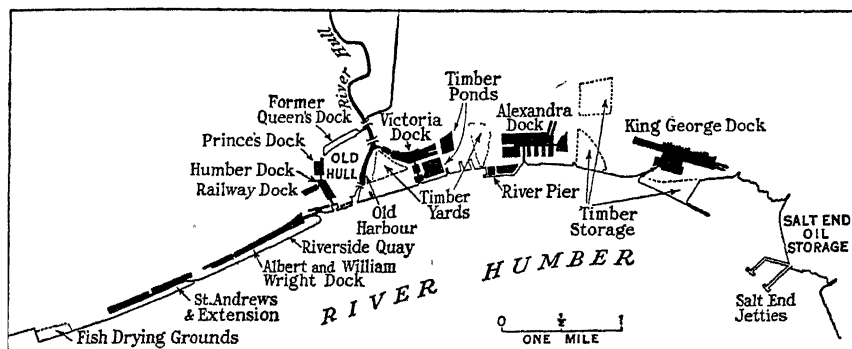 River Hull
Former
Queen's Dock
Prince's Dock
Humber Dock
Railway Dock
OLD
HULL
Victoria
Dock
Timber
Ponds
Alexandra
Dock
King George Dock
Timber
Yards
River Pier
Old
Harbour
Timber
Storage
SALT END
OIL
STORAGE
Riverside Quay
Albert and William
Wright Dock
St. Andrews
& Extension
Fish Drying Grounds
RIVER HUMBER
Salt End
Jetties
0 ½ 1
ONE MILE